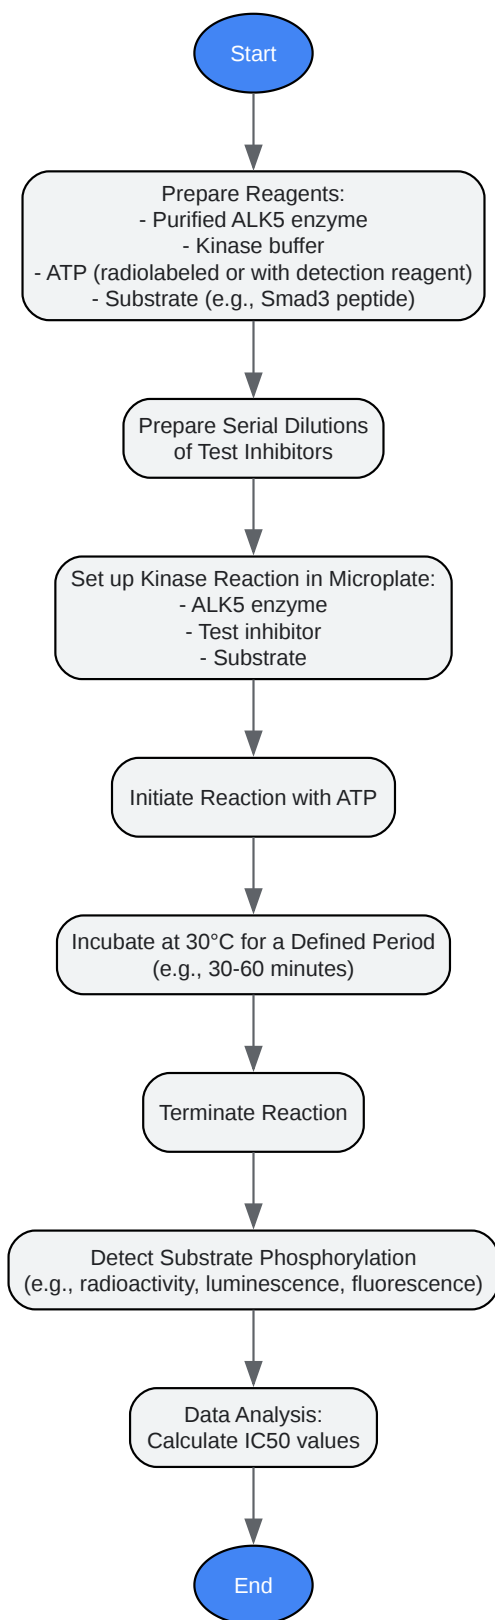 Start
Prepare Reagents:
- Purified ALK5 enzyme
- Kinase buffer
- ATP (radiolabeled or with detection reagent)
- Substrate (e.g., Smad3 peptide)
Prepare Serial Dilutions
of Test Inhibitors
Set up Kinase Reaction in Microplate:
- ALK5 enzyme
- Test inhibitor
- Substrate
Initiate Reaction with ATP
Incubate at 30°C for a Defined Period
(e.g., 30-60 minutes)
Terminate Reaction
Detect Substrate Phosphorylation
(e.g., radioactivity, luminescence, fluorescence)
Data Analysis:
Calculate IC50 values
End